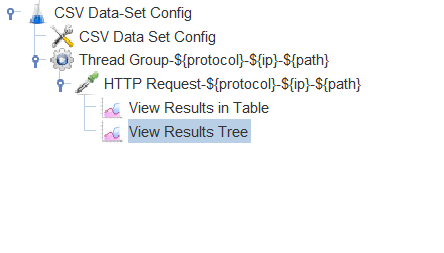 CSV Data-Set Config
CSV Data Set Config
Thread Group-${protocol}-${ip}-${path}
HTTP Request-${protocol}-${ip}-${path}
View Results in Table
View Results Tree